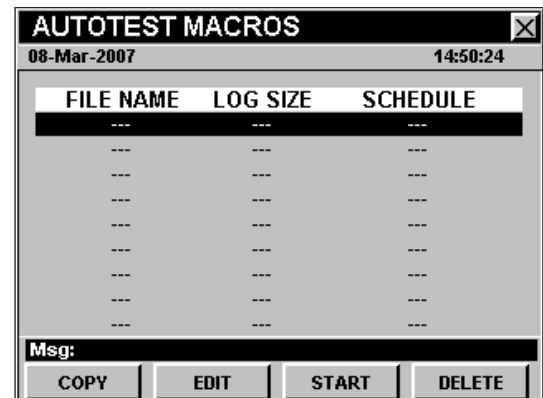 AUTOTEST MACROS
08-Mar-2007 14:50:24
FILE NAME LOG SIZE SCHEDULE
--- --- ---
--- --- ---
--- --- ---
--- --- ---
--- --- ---
--- --- ---
--- --- ---
--- --- ---
--- --- ---
Msg:
COPY EDIT START DELETE